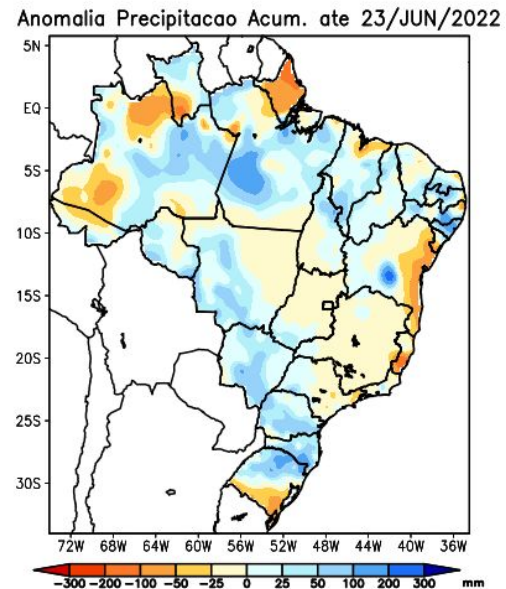 Anomalia Precipitacao Acum. ate 23/JUN/2022
5N
EQ
5S
10S
15S
20S
25S
30S
72W 68W 64W 60W 56W 52W 48W 44W 40W 36W
-300 -200 -100 -50 -25 0 25 50 100 200 300 mm